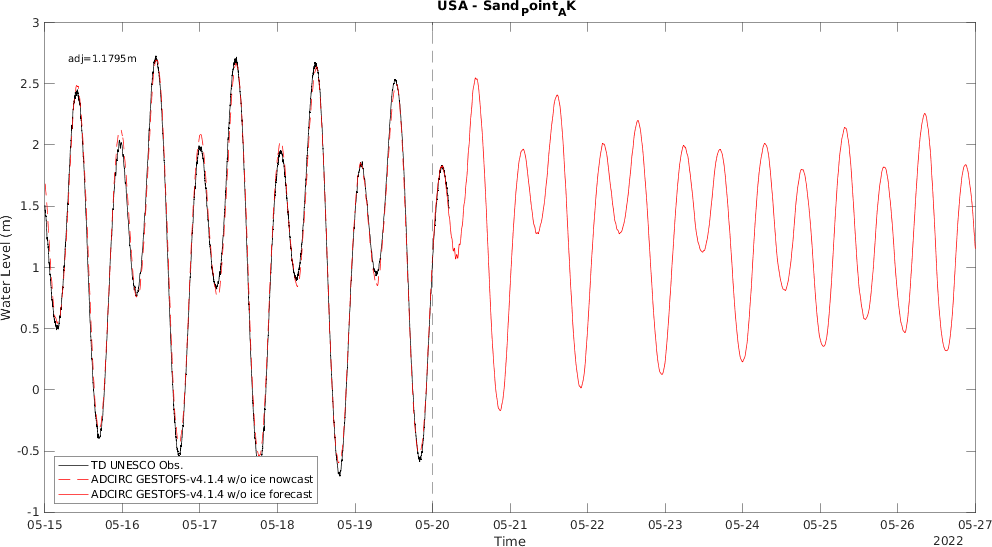 USA - Sand_Point_AK
adj=1.1795m
3
2.5
2
1.5
1
0.5
0
-0.5
-1
Water Level (m)
TD UNESCO Obs.
ADCIRC GESTOFS-v4.1.4 w/o ice nowcast
ADCIRC GESTOFS-v4.1.4 w/o ice forecast
05-15 05-16 05-17 05-18 05-19 05-20 05-21 05-22 05-23 05-24 05-25 05-26 05-27
Time
2022